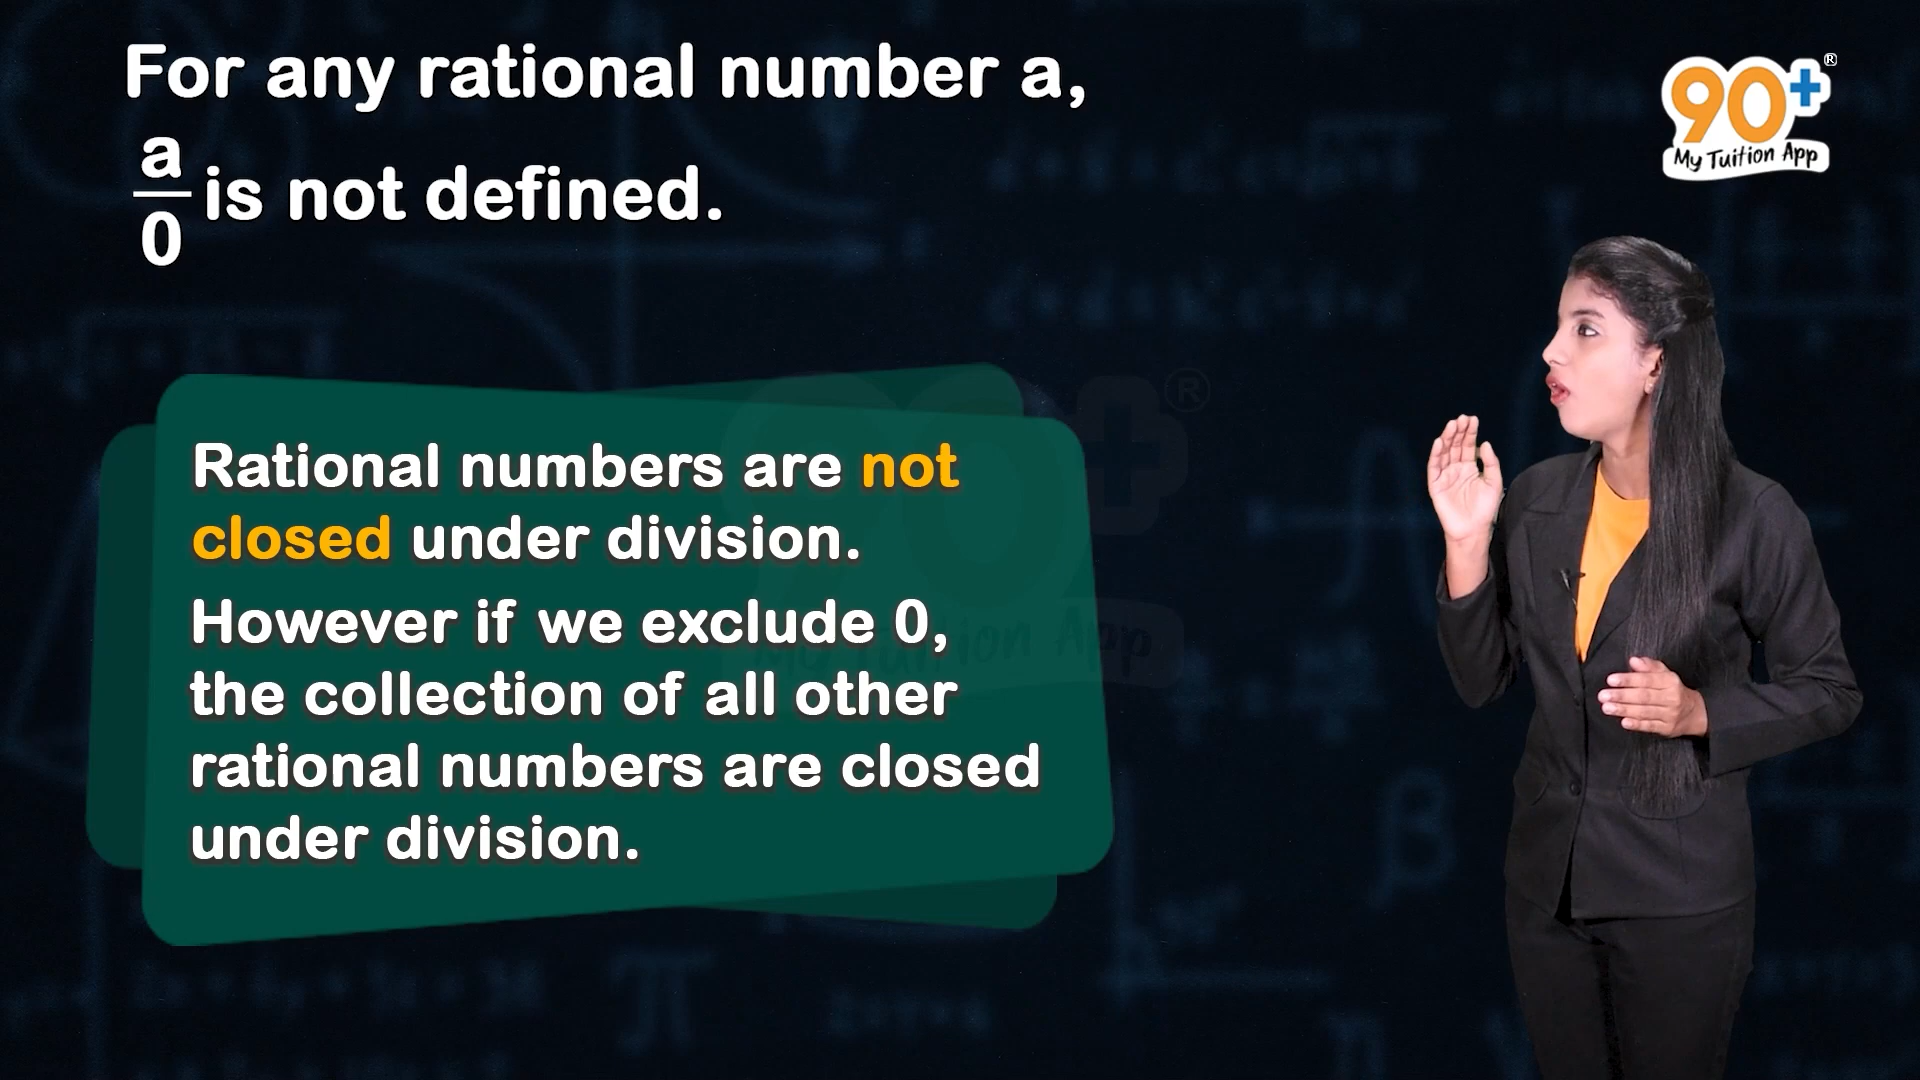 For any rational number a,
a
0
is not defined.
90+®
My Tuition App
Rational numbers are not
closed under division.
However if we exclude 0,
the collection of all other
rational numbers are closed
under division.